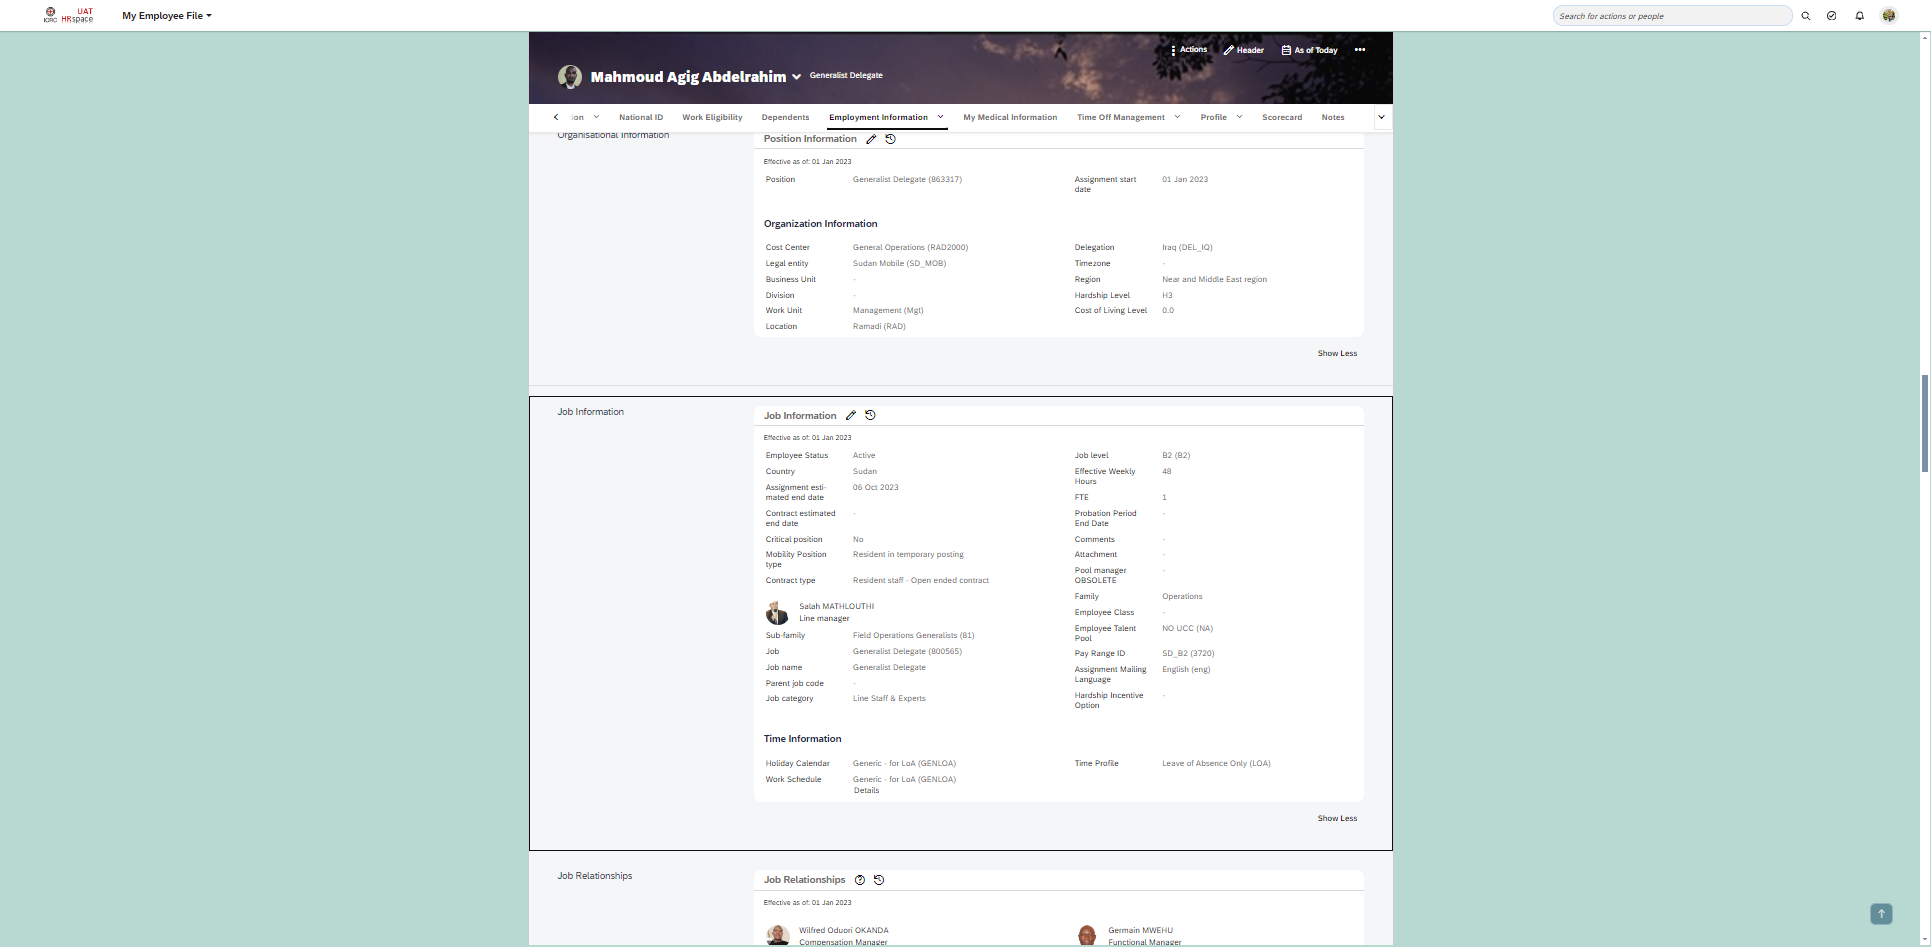 UAT
ICRC HRspace
My Employee File
Search for actions or people
Actions
Header
As of Today
Mahmoud Agig Abdelrahim
Generalist Delegate
ion
National ID
Work Eligibility
Dependents
Employment Information
My Medical Information
Time Off Management
Profile
Scorecard
Notes
Organisational Information
Position Information
Effective as of: 01 Jan 2023
Position Generalist Delegate (863317)
Assignment start date 01 Jan 2023
Organization Information
Cost Center General Operations (RAD2000)
Legal entity Sudan Mobile (SD_MOB)
Business Unit -
Division -
Work Unit Management (Mgt)
Location Ramadi (RAD)
Delegation Iraq (DEL_IQ)
Timezone -
Region Near and Middle East region
Hardship Level H3
Cost of Living Level 0.0
Show Less
Job Information
Job Information
Effective as of: 01 Jan 2023
Employee Status Active
Country Sudan
Assignment esti-
mated end date 06 Oct 2023
Contract estimated
end date -
Critical position No
Mobility Position
type Resident in temporary posting
Contract type Resident staff - Open ended contract
Salah MATHLOUTHI
Line manager
Sub-family Field Operations Generalists (81)
Job Generalist Delegate (800565)
Job name Generalist Delegate
Parent job code -
Job category Line Staff & Experts
Job level B2 (B2)
Effective Weekly
Hours 48
FTE 1
Probation Period
End Date -
Comments -
Attachment -
Pool manager
OBSOLETE -
Family Operations
Employee Class -
Employee Talent
Pool NO UCC (NA)
Pay Range ID SD_B2 (3720)
Assignment Mailing
Language English (eng)
Hardship Incentive
Option -
Time Information
Holiday Calendar Generic - for LoA (GENLOA)
Work Schedule Generic - for LoA (GENLOA)
Details
Time Profile Leave of Absence Only (LOA)
Show Less
Job Relationships
Job Relationships
Effective as of: 01 Jan 2023
Wilfred Oduori OKANDA
Compensation Manager
Germain MWEHU
Functional Manager